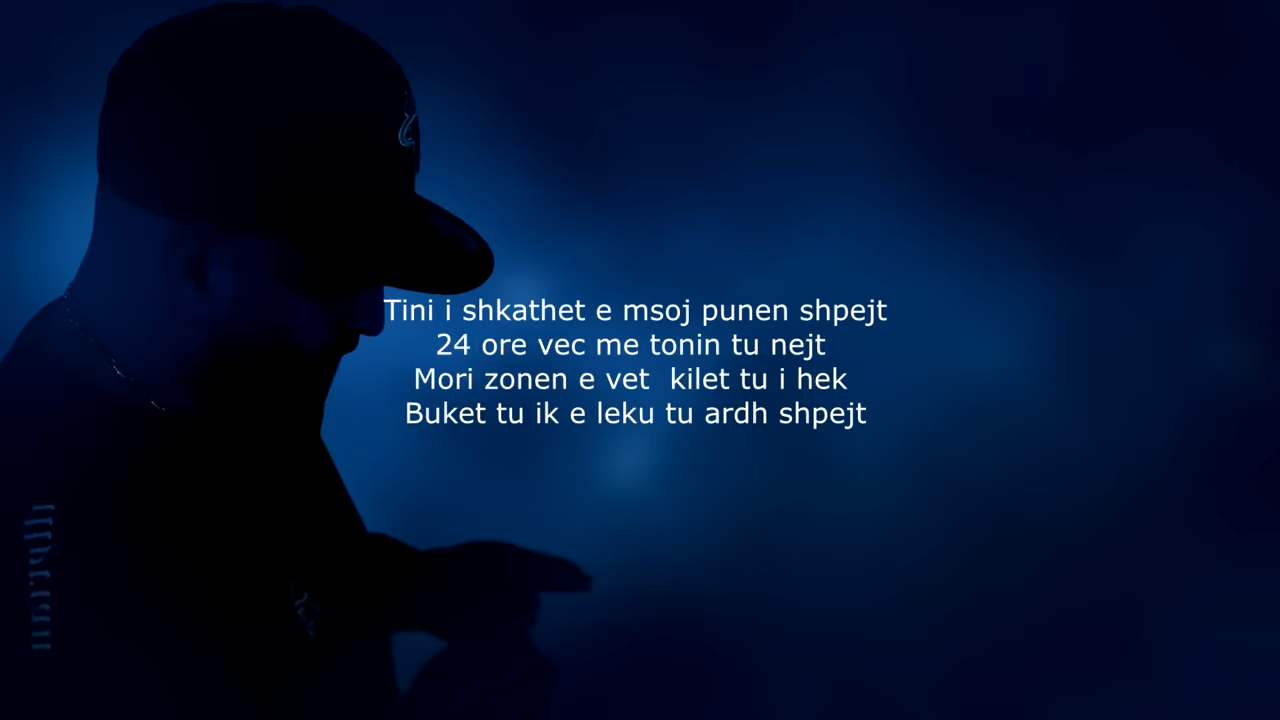 Tini i shkathet e msoj punen shpejt
24 ore vec me tonin tu nejt
Mori zonen e vet  kilet tu i hek
Buket tu ik e leku tu ardh shpejt